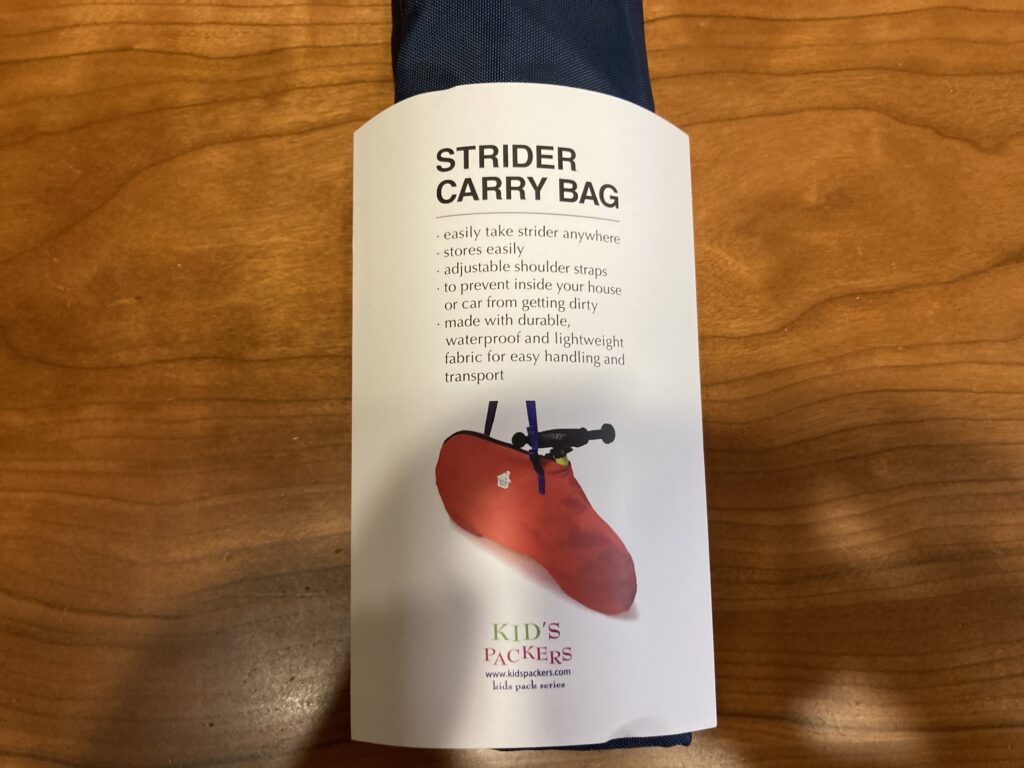 STRIDER
CARRY BAG
· easily take strider anywhere
· stores easily
· adjustable shoulder straps
· to prevent inside your house
or car from getting dirty
· made with durable,
waterproof and lightweight
fabric for easy handling and
transport
KID'S
PACKERS
www.kidspackers.com
kids pack series